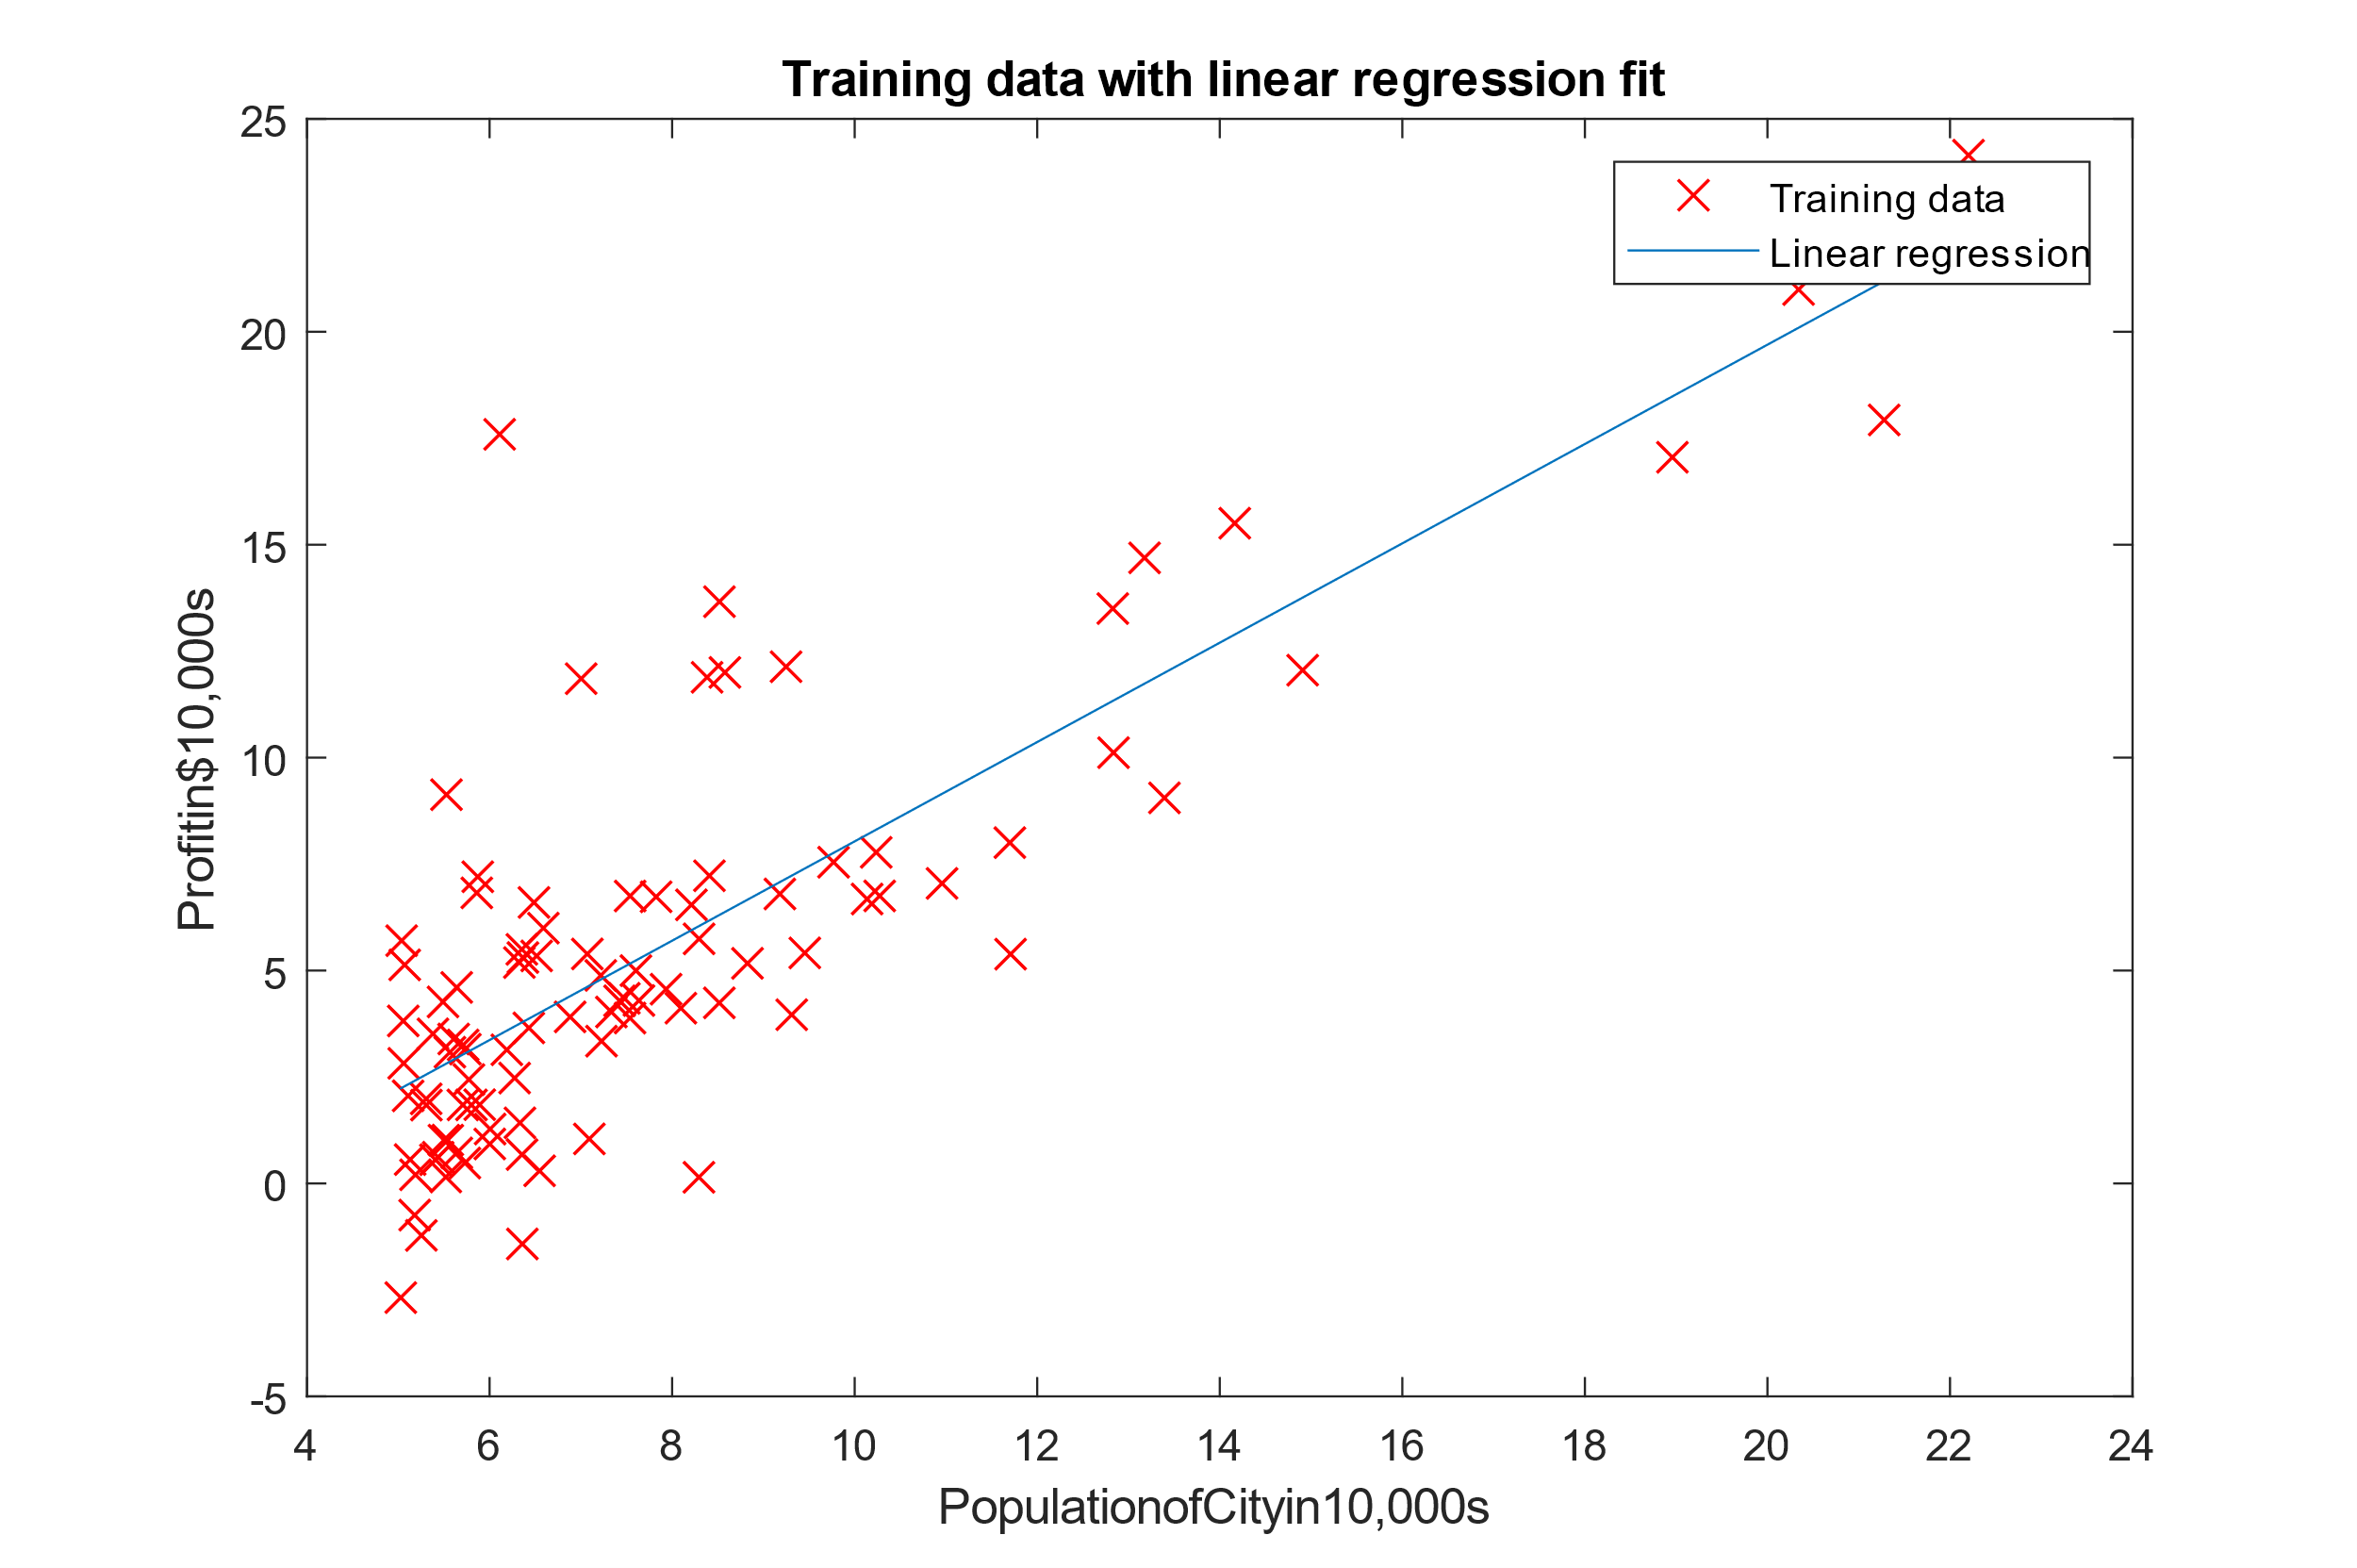 Training data with linear regression fit
25
20
15
10
5
0
-5
Profitin$10,000s
Training data
Linear regression
4 6 8 10 12 14 16 18 20 22 24
PopulationofCityin10,000s